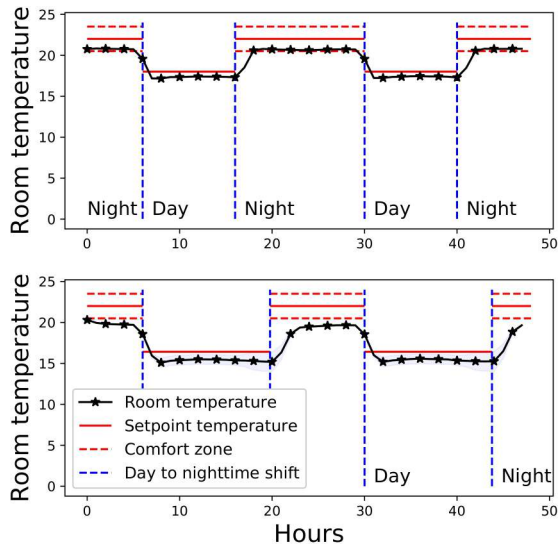 Room temperature
25
20
15
10
5
0
Night Day Night Day Night
0 10 20 30 40 50
Room temperature
25
20
15
10
5
0
Room temperature
Setpoint temperature
Comfort zone
Day to nighttime shift
Day Night
0 10 20 30 40 50
Hours